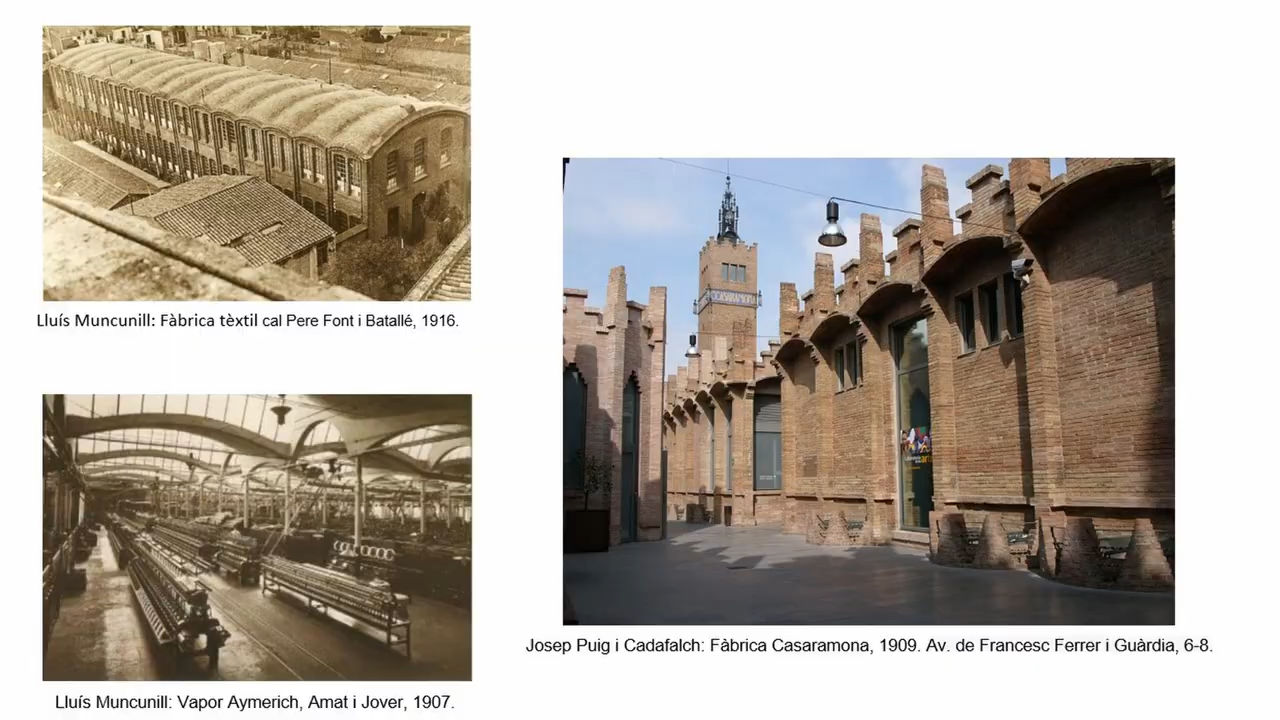 Lluís Muncunill: Fàbrica tèxtil cal Pere Font i Batallé, 1916.
Lluís Muncunill: Vapor Aymerich, Amat i Jover, 1907.
CASARAMONA
Josep Puig i Cadafalch: Fàbrica Casaramona, 1909. Av. de Francesc Ferrer i Guàrdia, 6-8.